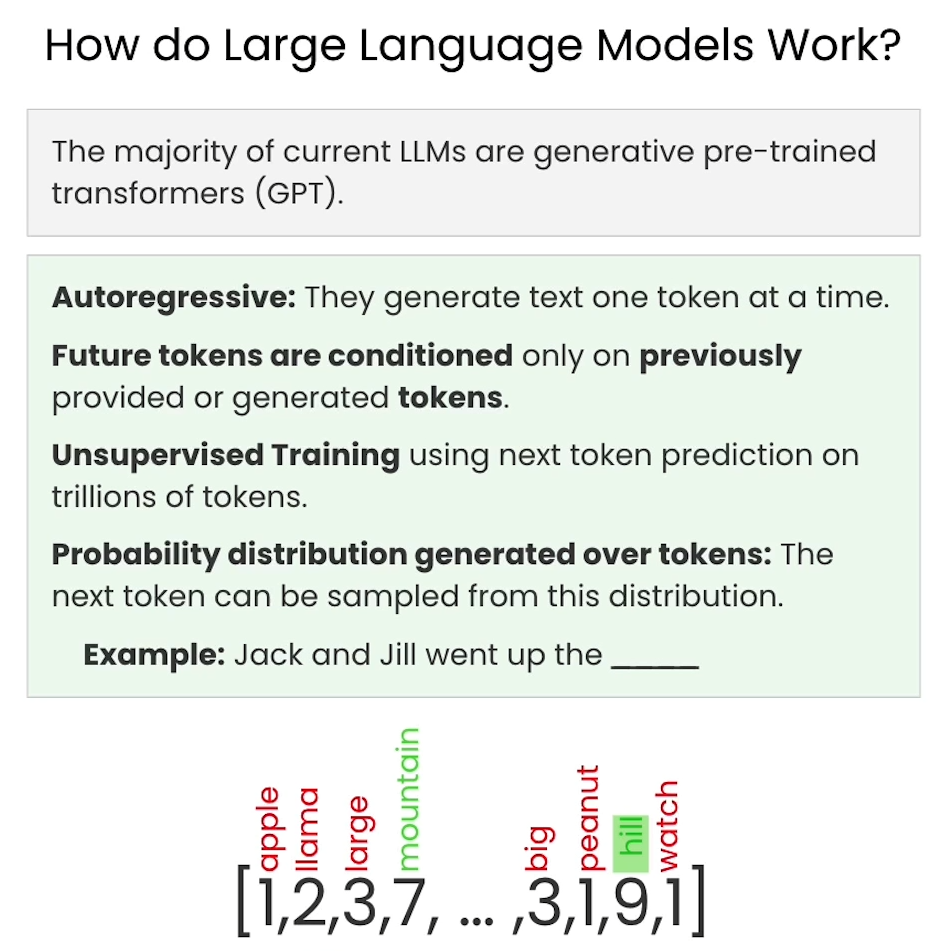 How do Large Language Models Work?
The majority of current LLMs are generative pre-trained
transformers (GPT).
Autoregressive: They generate text one token at a time.
Future tokens are conditioned only on previously
provided or generated tokens.
Unsupervised Training using next token prediction on
trillions of tokens.
Probability distribution generated over tokens: The
next token can be sampled from this distribution.
Example: Jack and Jill went up the ____
apple
llama
large
mountain
big
peanut
hill
watch
[1,2,3,7, ... ,3,1,9,1]